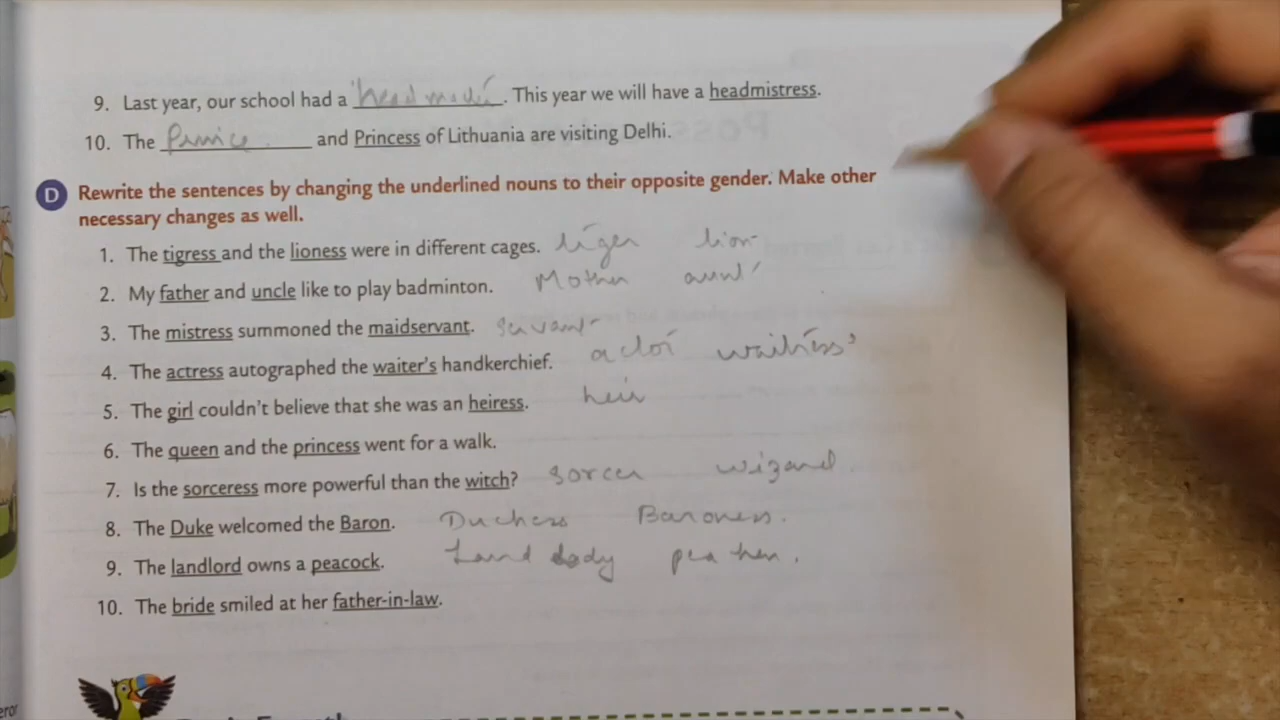 9. Last year, our school had a ________. This year we will have a headmistress.
10. The Prince and Princess of Lithuania are visiting Delhi.
D Rewrite the sentences by changing the underlined nouns to their opposite gender. Make other
necessary changes as well.
1. The tigress and the lioness were in different cages. tiger lion
2. My father and uncle like to play badminton. Mother aunt
3. The mistress summoned the maidservant. servant
4. The actress autographed the waiter's handkerchief. actor waitress
5. The girl couldn't believe that she was an heiress. heir
6. The queen and the princess went for a walk.
7. Is the sorceress more powerful than the witch? sorcer wizard
8. The Duke welcomed the Baron. Duchess Baroness.
9. The landlord owns a peacock. Land lady pea hen.
10. The bride smiled at her father-in-law.